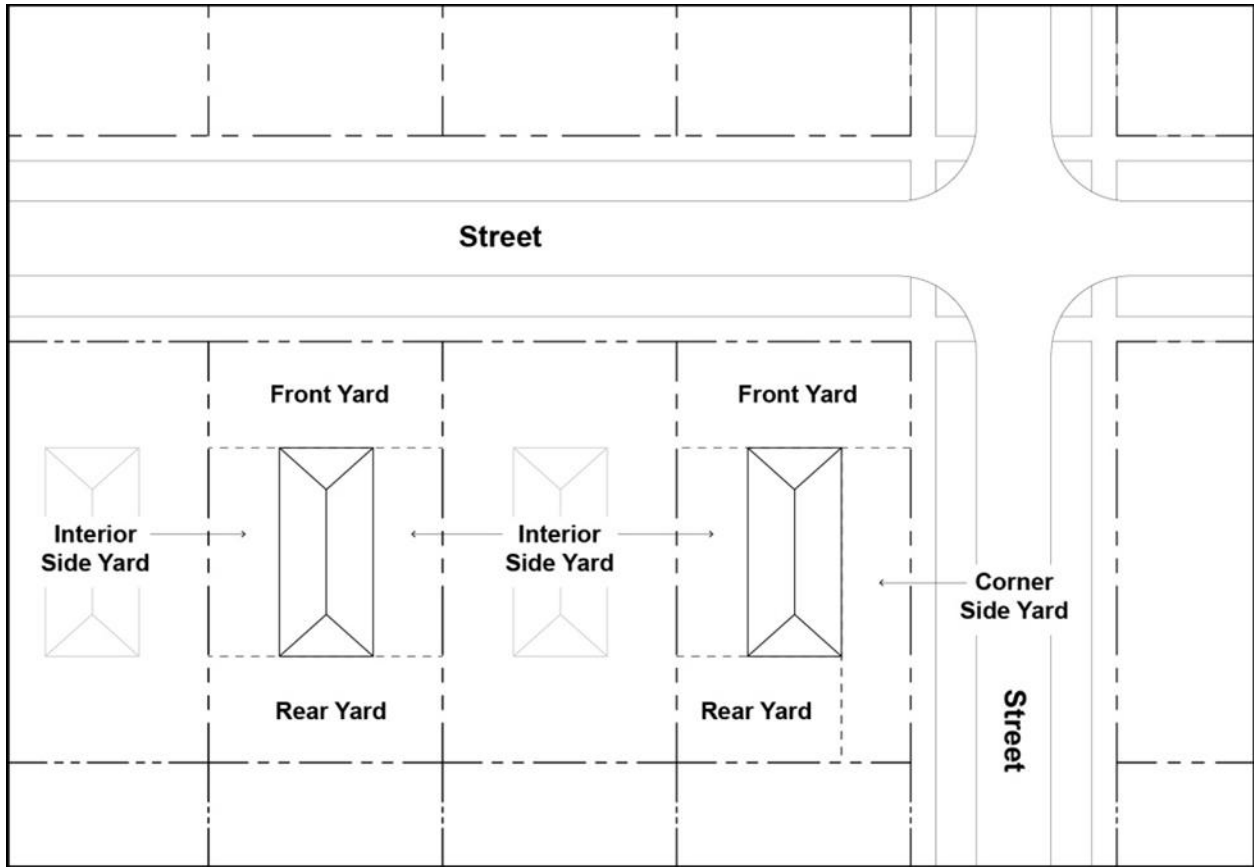 Street
Front Yard
Front Yard
Interior
Side Yard
Interior
Side Yard
Corner
Side Yard
Rear Yard
Rear Yard
Street